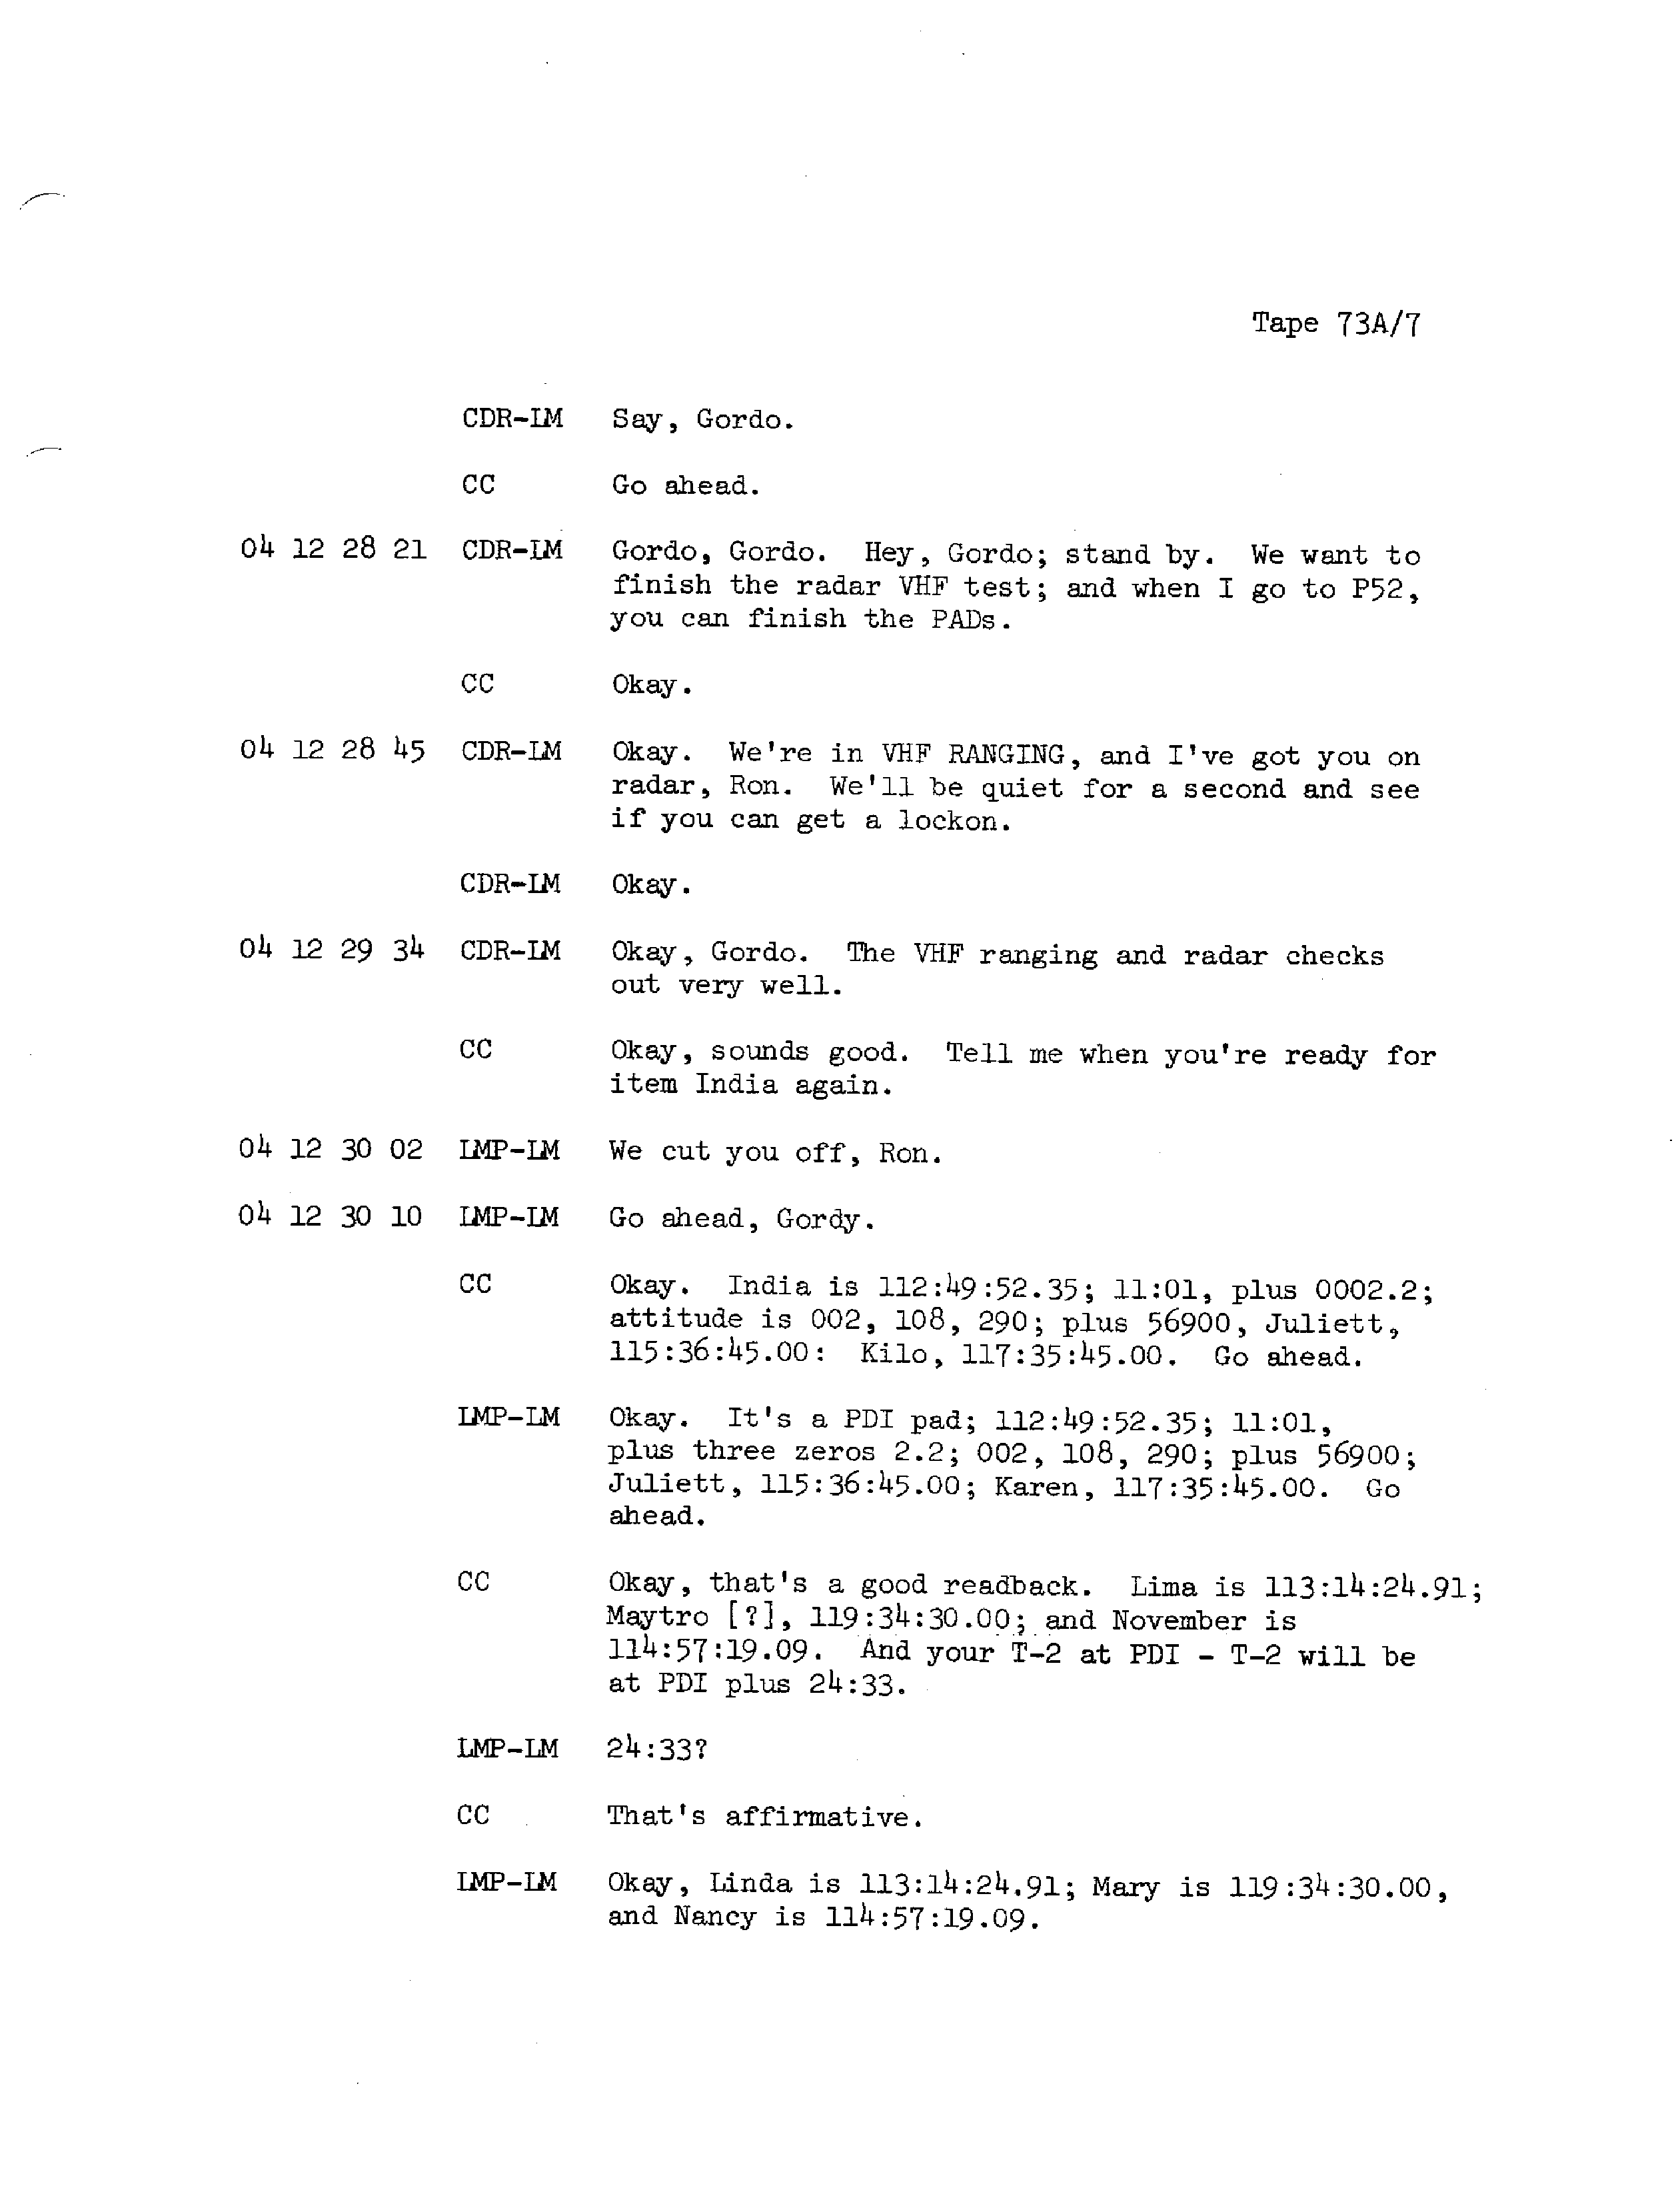 Tape 73A/7
CDR-LM Say, Gordo.
CC Go ahead.
04 12 28 21 CDR-LM Gordo, Gordo. Hey, Gordo; stand by. We want to
finish the radar VHF test; and when I go to P52,
you can finish the PADs.
CC Okay.
04 12 28 45 CDR-LM Okay. We're in VHF RANGING, and I've got you on
radar, Ron. We'll be quiet for a second and see
if you can get a lockon.
CDR-LM Okay.
04 12 29 34 CDR-LM Okay, Gordo. The VHF ranging and radar checks
out very well.
CC Okay, sounds good. Tell me when you're ready for
item India again.
04 12 30 02 LMP-LM We cut you off, Ron.
04 12 30 10 LMP-LM Go ahead, Gordy.
CC Okay. India is 112:49:52.35; 11:01, plus 0002.2;
attitude is 002, 108, 290; plus 56900, Juliett,
115:36:45.00: Kilo, 117:35:45.00. Go ahead.
LMP-LM Okay. It's a PDI pad; 112:49:52.35; 11:01,
plus three zeros 2.2; 002, 108, 290; plus 56900;
Juliett, 115:36:45.00; Karen, 117:35:45.00. Go
ahead.
CC Okay, that's a good readback. Lima is 113:14:24.91;
Maytro [?], 119:34:30.00; and November is
114:57:19.09. And your T-2 at PDI - T-2 will be
at PDI plus 24:33.
LMP-LM 24:33?
CC That's affirmative.
LMP-LM Okay, Linda is 113:14:24.91; Mary is 119:34:30.00,
and Nancy is 114:57:19.09.